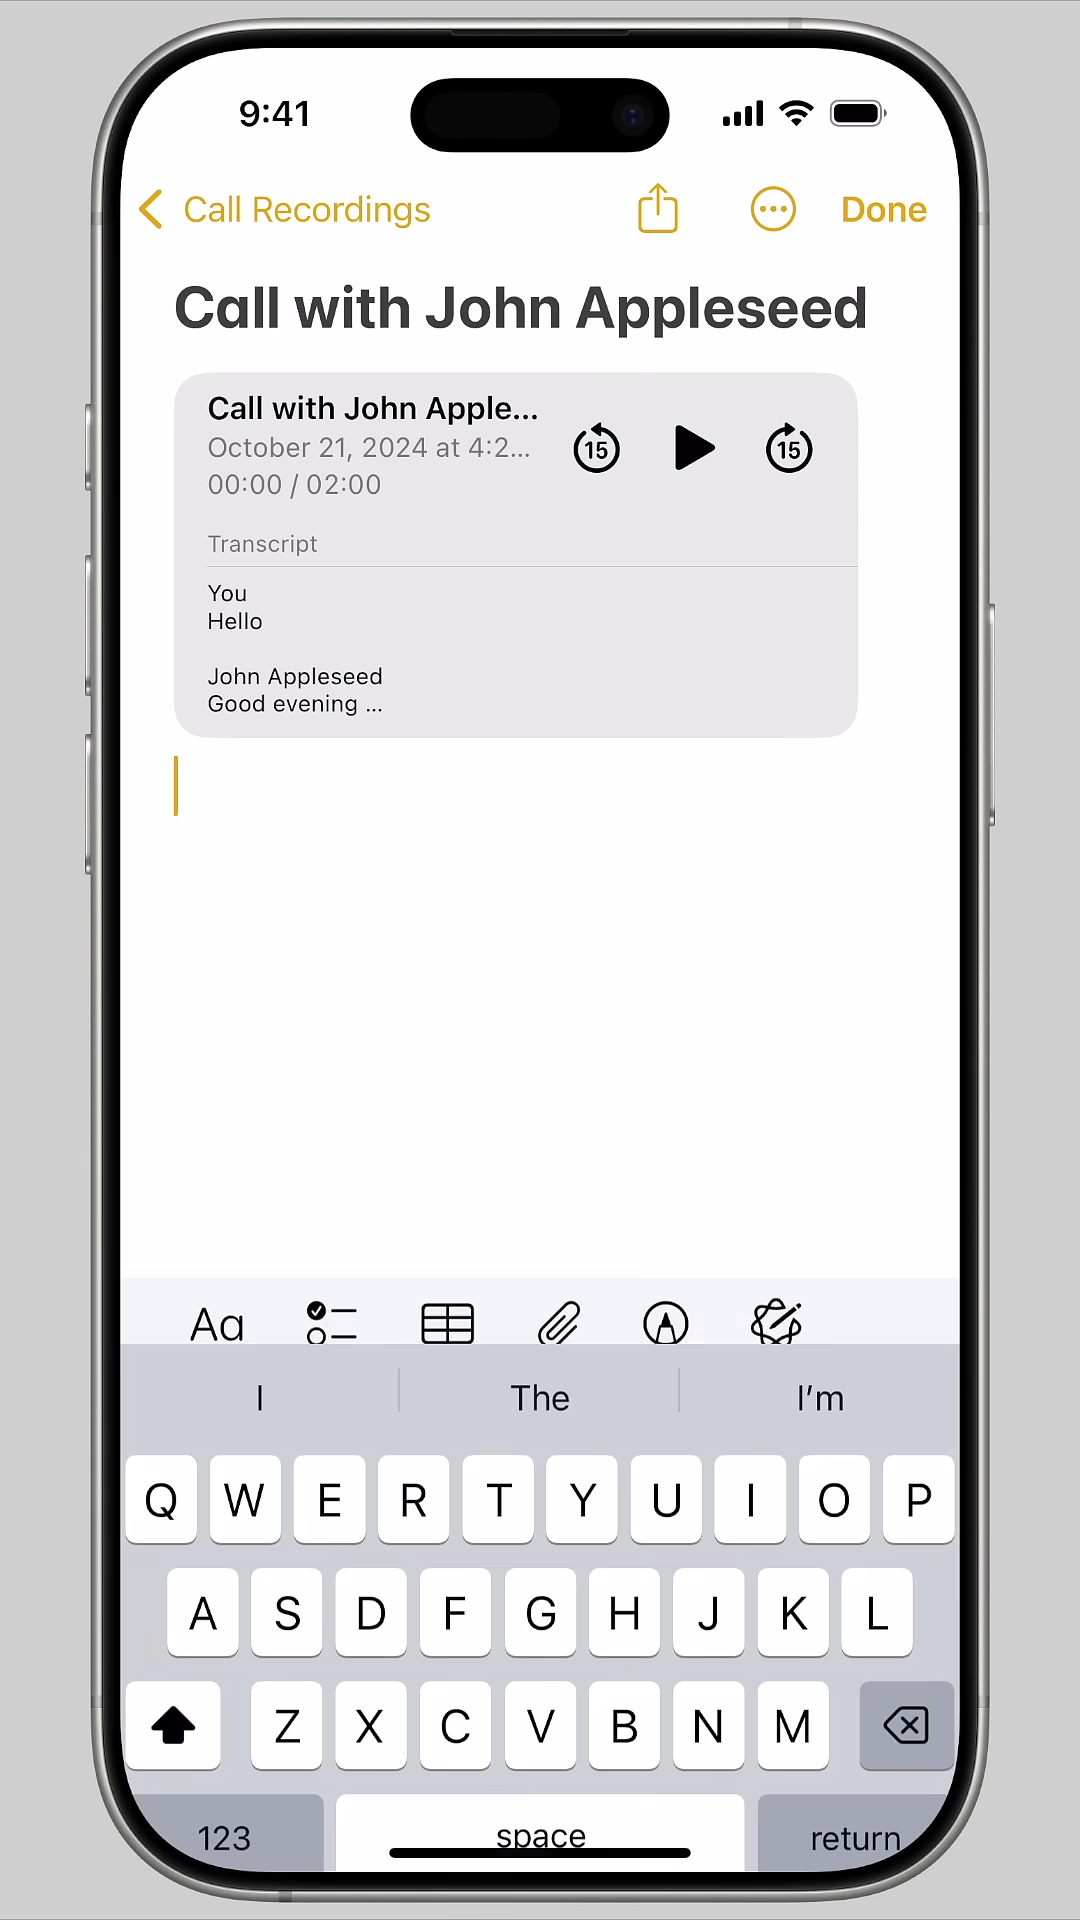 9:41
Call Recordings
Done
Call with John Appleseed
Call with John Apple...
15
15
October 21, 2024 at 4:2...
00:00 / 02:00
Transcript
You
Hello
John Appleseed
Good evening ...
Aa
I
The
I'm
Q W E R T Y U I O P
A S D F G H J K L
Z X C V B N M
123
space
return